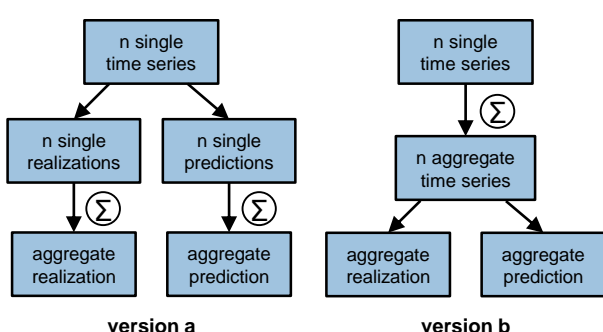 n single
time series
n single
realizations
n single
predictions
Σ
Σ
aggregate
realization
aggregate
prediction
version a
n single
time series
Σ
n aggregate
time series
aggregate
realization
aggregate
prediction
version b